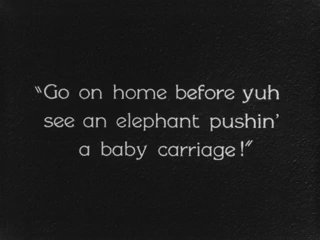 "Go on home before yuh
see an elephant pushin'
a baby carriage!"